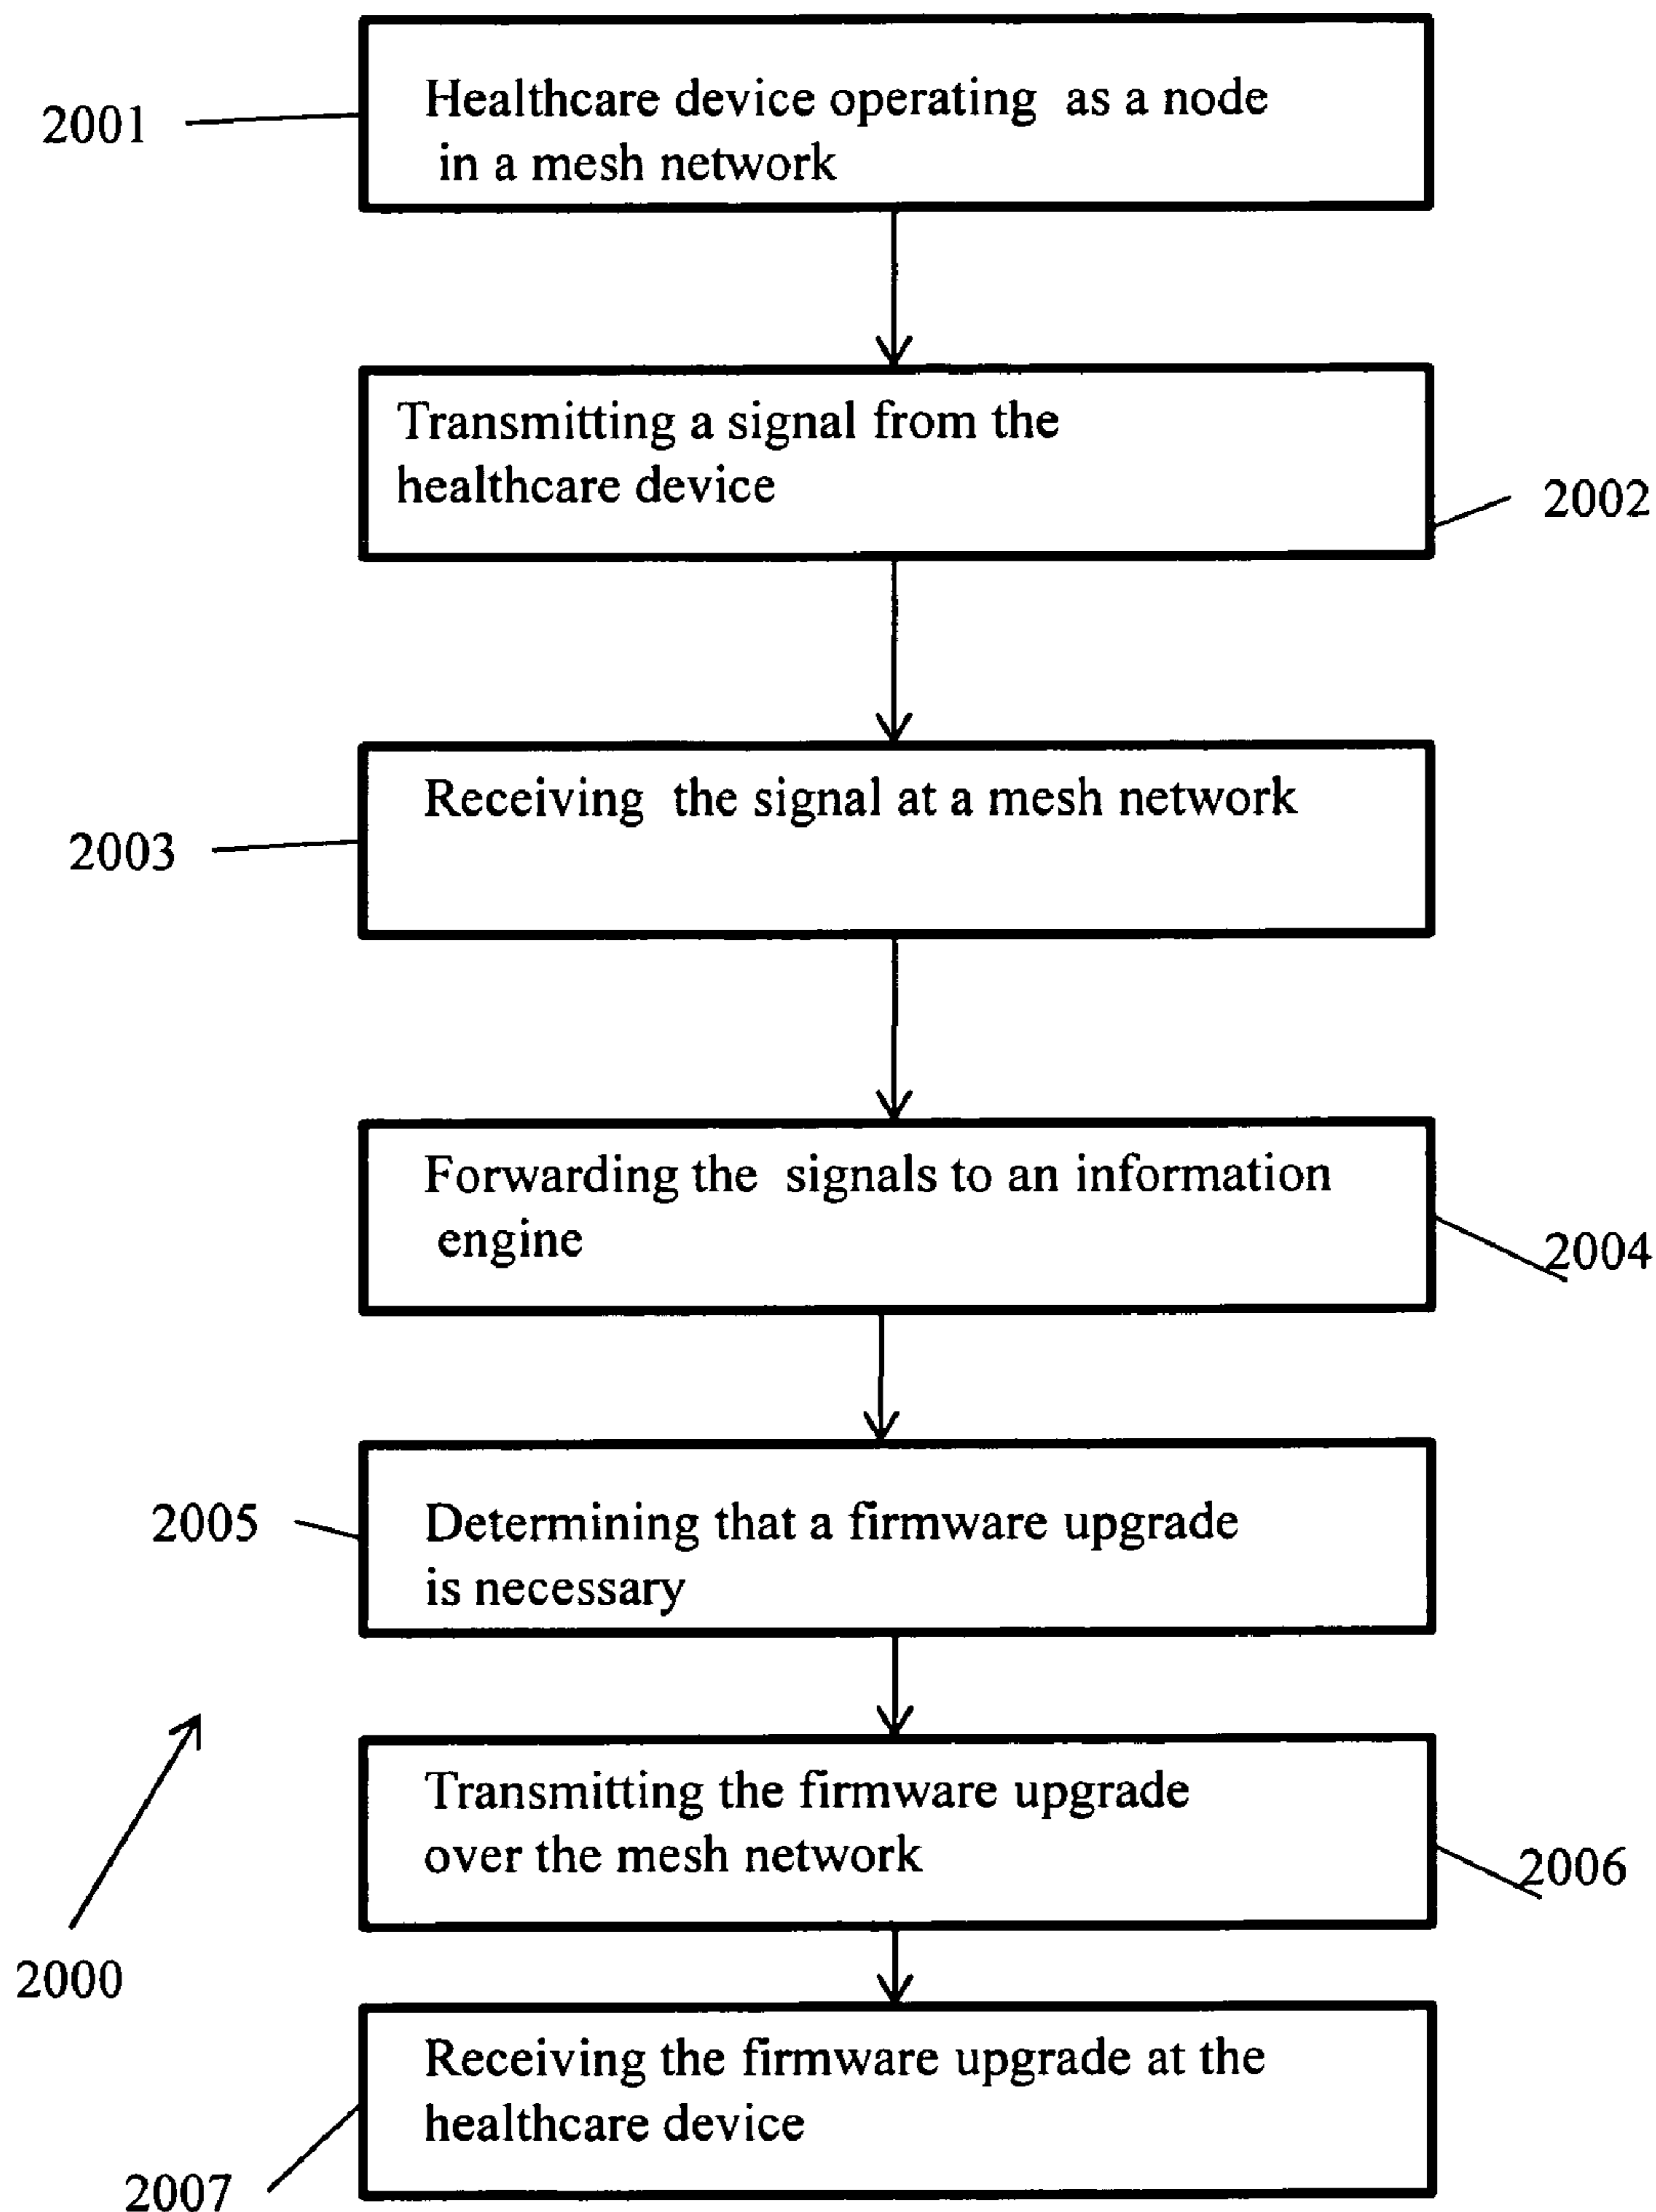 Healthcare device operating as a node
in a mesh network
2001
Transmitting a signal from the
healthcare device
2002
Receiving the signal at a mesh network
2003
Forwarding the signals to an information
engine
2004
2005
Determining that a firmware upgrade
is necessary
Transmitting the firmware upgrade
over the mesh network
2006
2000
Receiving the firmware upgrade at the
healthcare device
2007